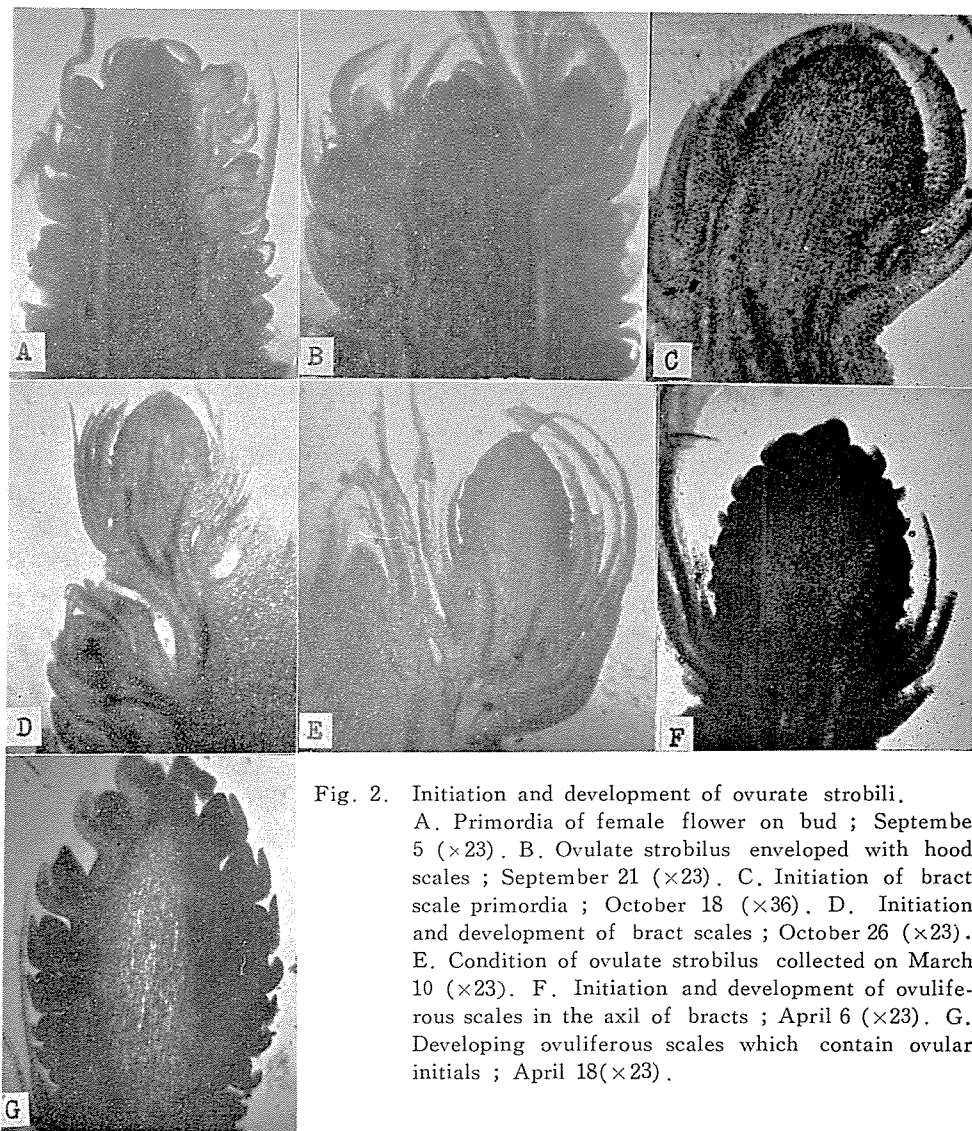 A
B
C
D
E
F
G
Fig. 2. Initiation and development of ovurate strobili.
A. Primordia of female flower on bud ; Septembe
5 (×23). B. Ovulate strobilus enveloped with hood
scales ; September 21 (×23). C. Initiation of bract
scale primordia ; October 18 (×36). D. Initiation
and development of bract scales ; October 26 (×23).
E. Condition of ovulate strobilus collected on March
10 (×23). F. Initiation and development of ovulife-
rous scales in the axil of bracts ; April 6 (×23). G.
Developing ovuliferous scales which contain ovular
initials ; April 18(×23).